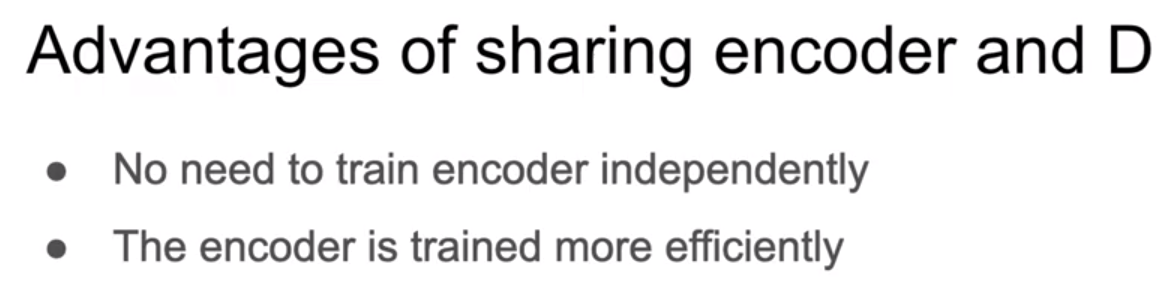 Advantages of sharing encoder and D
● No need to train encoder independently
● The encoder is trained more efficiently